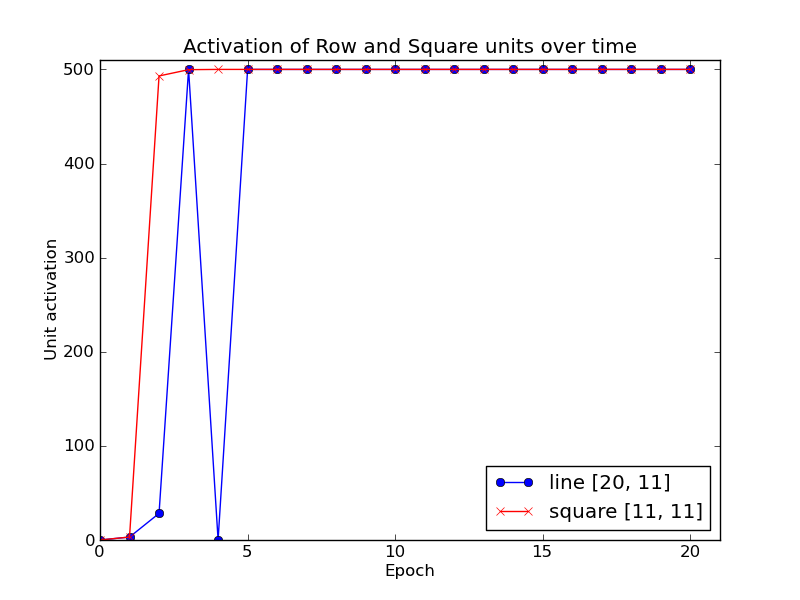 Activation of Row and Square units over time
500
400
300
200
100
0
Unit activation
0 5 10 15 20
Epoch
line [20, 11]
square [11, 11]